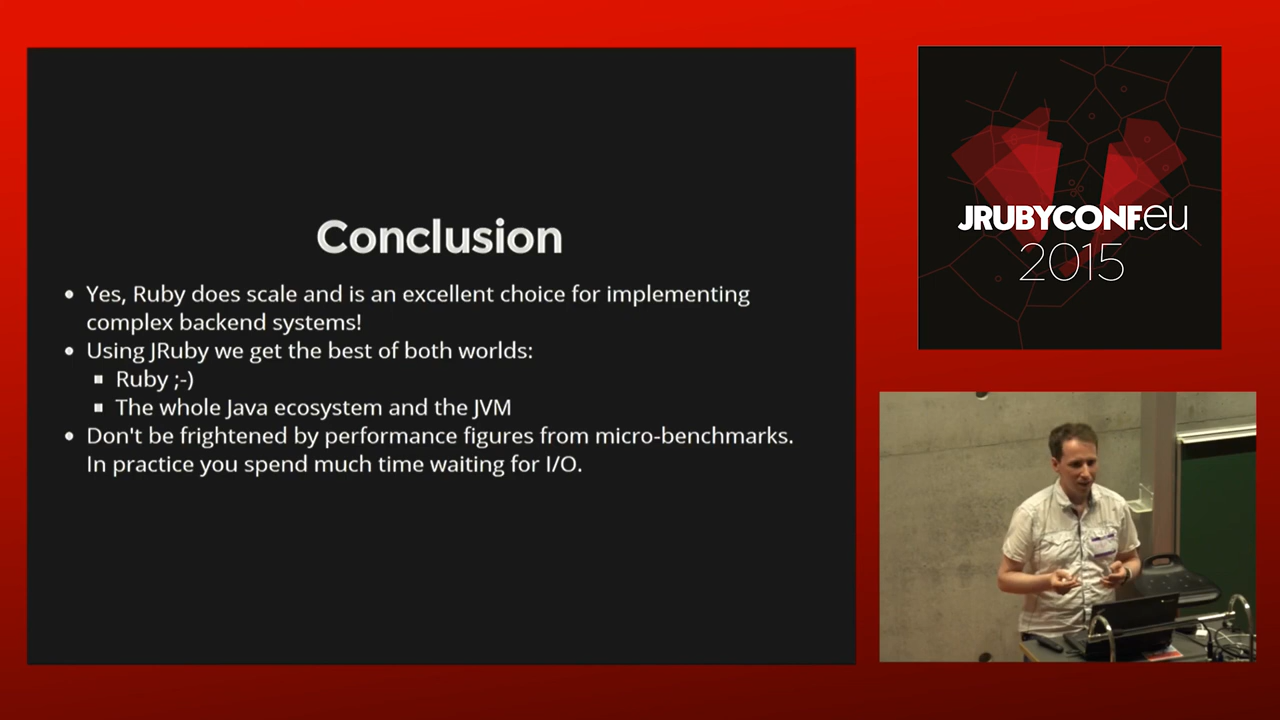 Conclusion
• Yes, Ruby does scale and is an excellent choice for implementing
complex backend systems!
• Using JRuby we get the best of both worlds:
▪ Ruby ;-)
▪ The whole Java ecosystem and the JVM
• Don't be frightened by performance figures from micro-benchmarks.
In practice you spend much time waiting for I/O.
JRUBYCONF.eu
2015